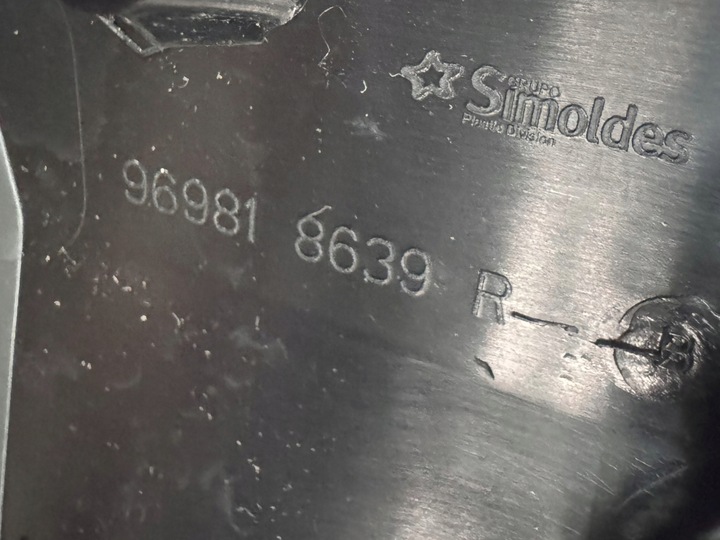 GRUPO
Simoldes
Plastic Division
96981 8639 R